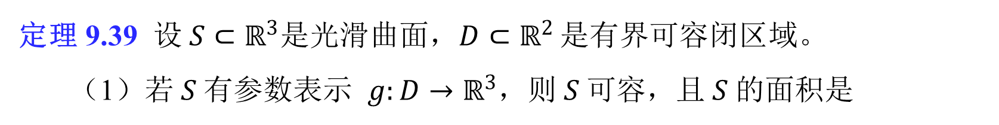 定理 9.39 设 S ⊂ ℝ³是光滑曲面，D ⊂ ℝ² 是有界可容闭区域。
（1）若 S 有参数表示 g: D → ℝ³，则 S 可容，且 S 的面积是